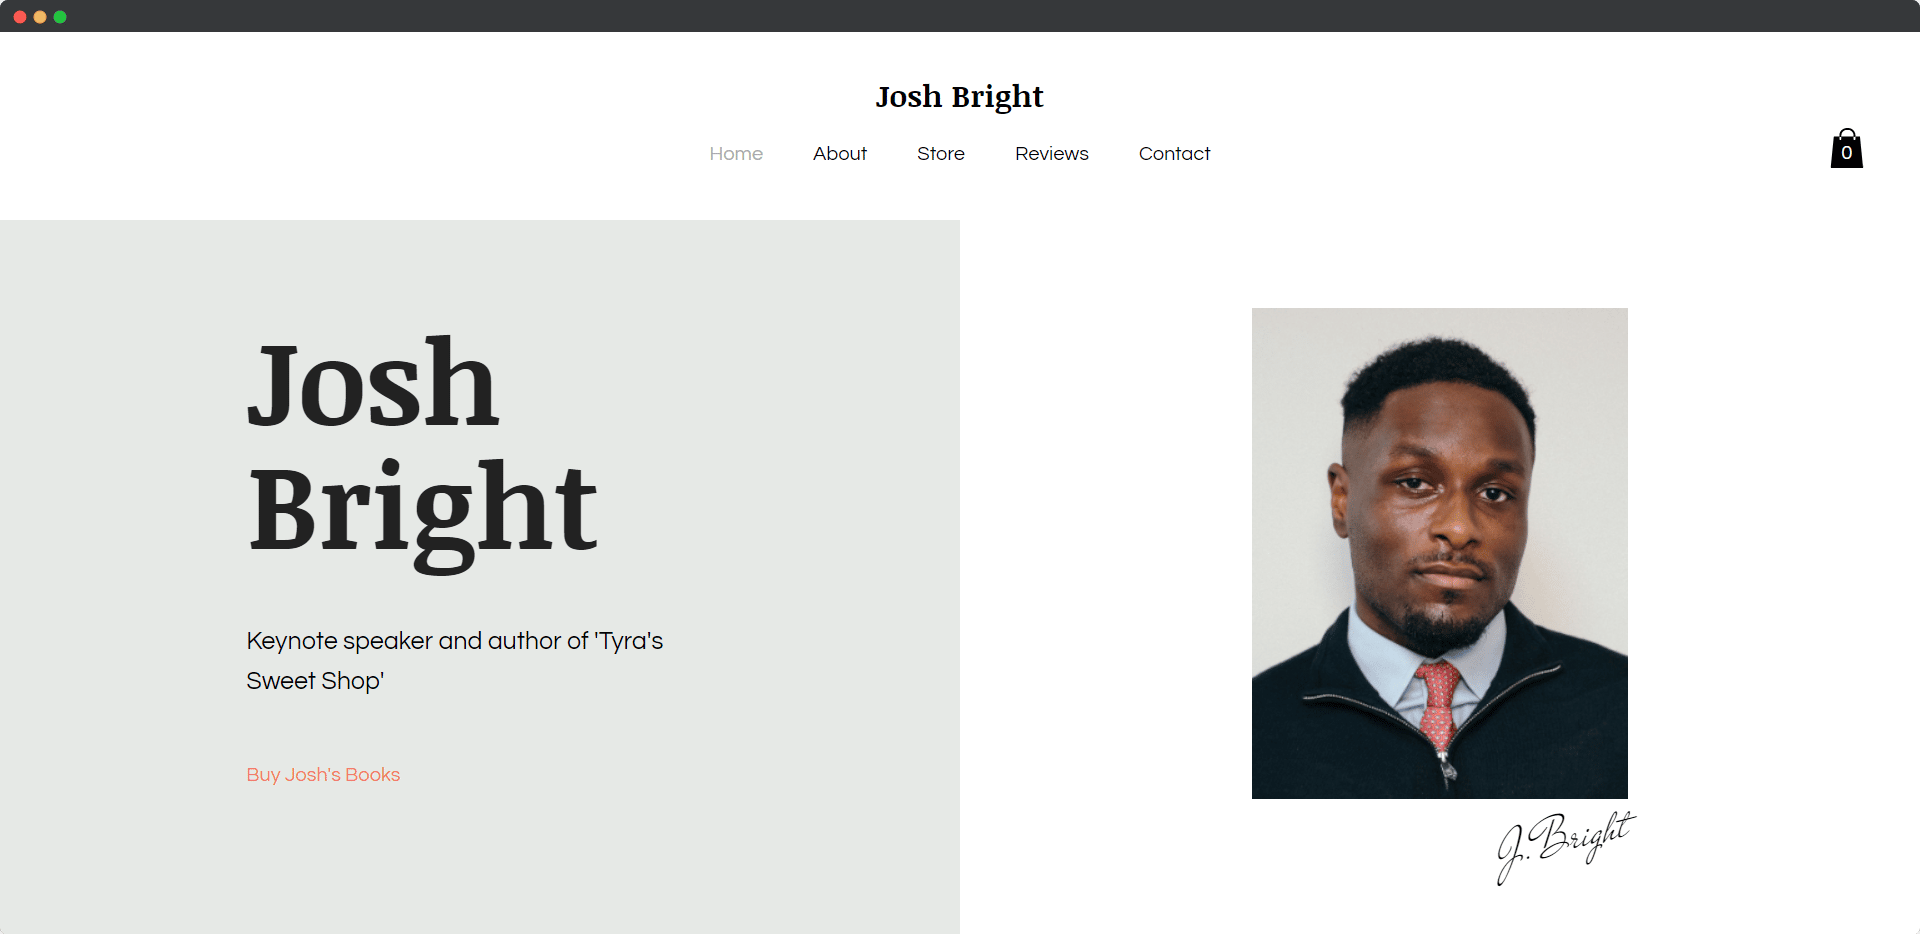 Josh Bright
Home About Store Reviews Contact
0
Josh
Bright
Keynote speaker and author of 'Tyra's
Sweet Shop'
Buy Josh's Books
J.Bright